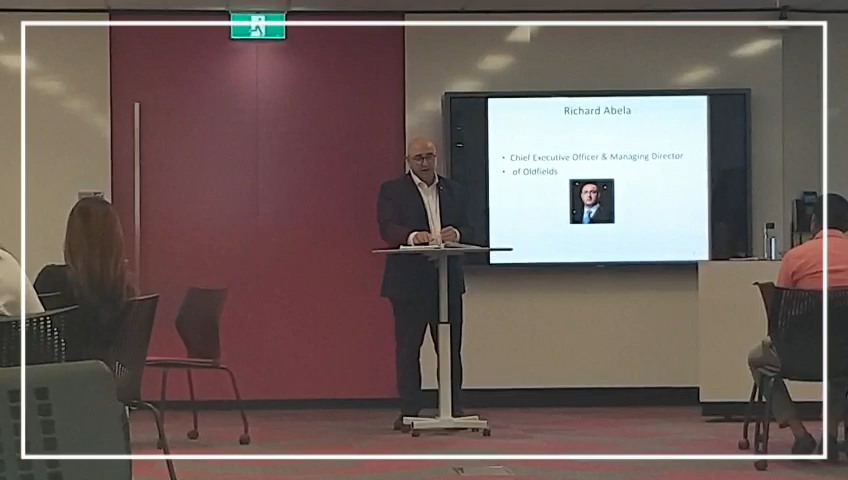 Richard Abela
• Chief Executive Officer & Managing Director
• of Oldfields